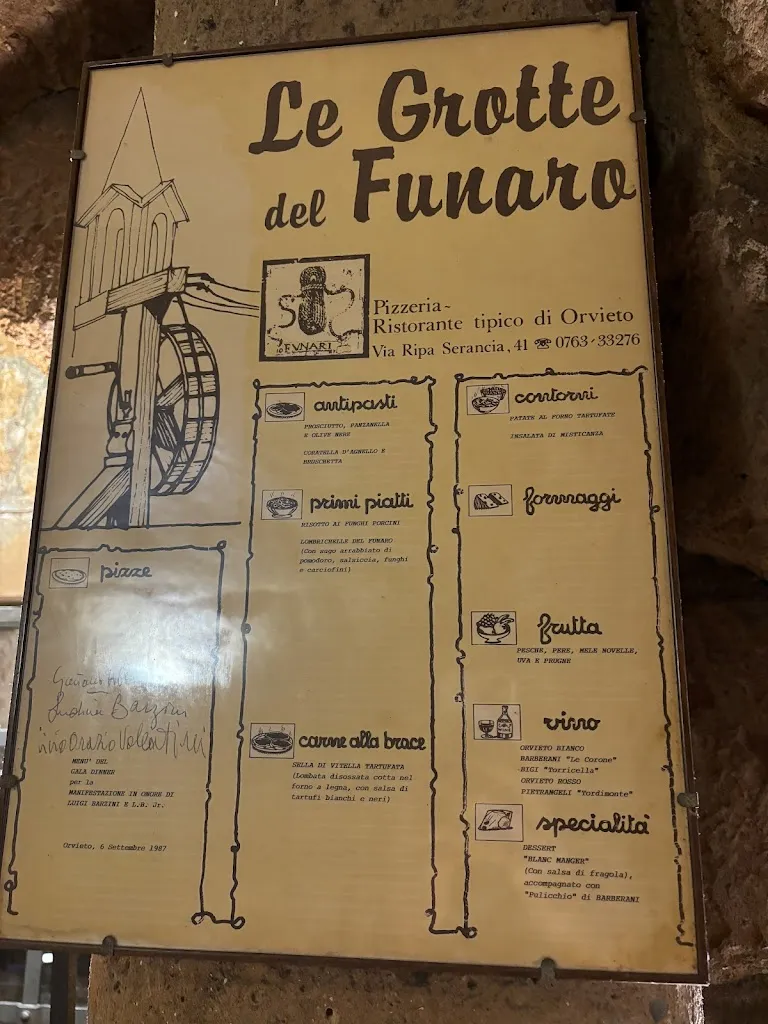 Le Grotte
del Funaro
FUNARI
Pizzeria~
Ristorante tipico di Orvieto
Via Ripa Serancia, 41 ☎ 0763-33276
antipasti
PROSCIUTTO, PANZANELLA
E OLIVE NERE
CORATELLA D'AGNELLO E
BRUSCHETTA
primi piatti
RISOTTO AI FUNGHI PORCINI
LOMBRICHELLE DEL FUNARO
(Con sugo arrabbiato di
pomodoro, salsiccia, funghi
e carciofini)
carne alla brace
SELLA DI VITELLA TARTUFATA
(Lombata disossata cotta nel
forno a legna, con salsa di
tartufi bianchi e neri)
contorni
PATATE AL FORNO TARTUFATE
INSALATA DI MISTICANZA
formaggi
frutta
PESCHE, PERE, MELE NOVELLE,
UVA E PRUGNE
vino
ORVIETO BIANCO
BARBERANI "Le Corone"
BIGI "Torricella"
ORVIETO ROSSO
PIETRANGELI "Tordimonte"
specialità
DESSERT
"BLANC MANGER"
(Con salsa di fragola),
accompagnato con
"Pulicchio" di BARBERANI
pizze
Barzini
MENU' DEL
GALA DINNER
per la
MANIFESTAZIONE IN ONORE DI
LUIGI BARZINI E L.B. Jr.
Orvieto, 6 Settembre 1987